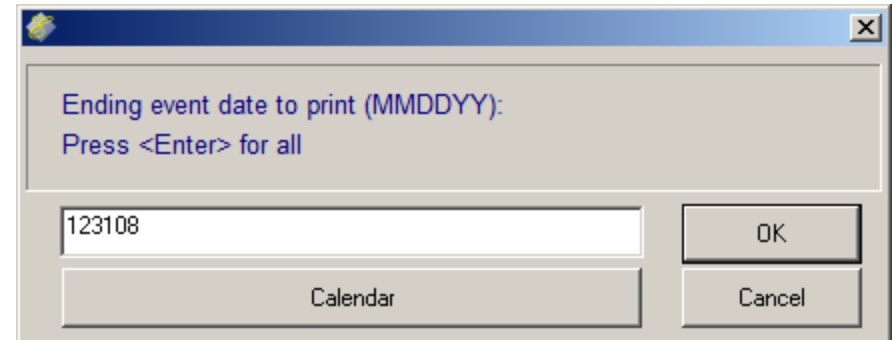 Ending event date to print (MMDDYY):
Press <Enter> for all
123108
OK
Calendar
Cancel